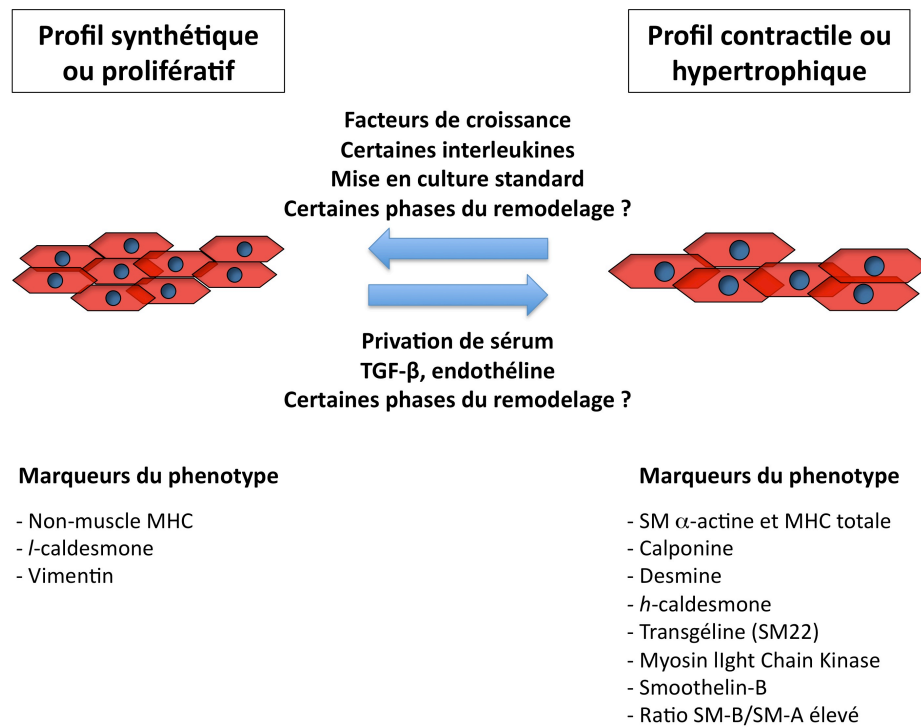 Profil synthétique
ou prolifératif
Profil contractile ou
hypertrophique
Facteurs de croissance
Certaines interleukines
Mise en culture standard
Certaines phases du remodelage ?
Privation de sérum
TGF-β, endothéline
Certaines phases du remodelage ?
Marqueurs du phenotype
- Non-muscle MHC
- l-caldesmone
- Vimentin
Marqueurs du phenotype
- SM α-actine et MHC totale
- Calponine
- Desmine
- h-caldesmone
- Transgéline (SM22)
- Myosin lIght Chain Kinase
- Smoothelin-B
- Ratio SM-B/SM-A élevé